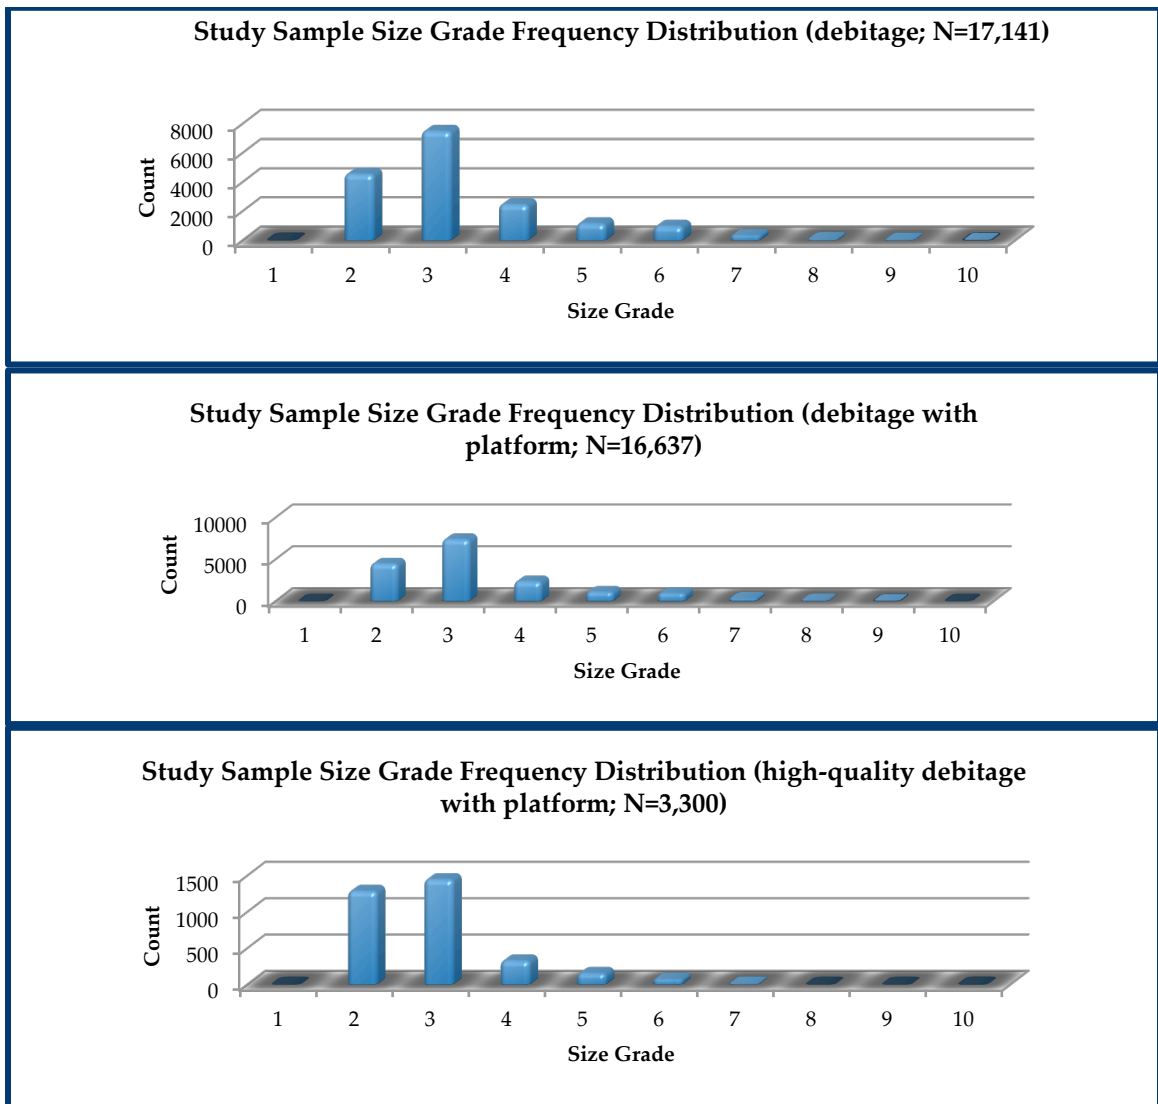 Study Sample Size Grade Frequency Distribution (debitage; N=17,141)
8000
6000
4000
2000
0
Count
1 2 3 4 5 6 7 8 9 10
Size Grade
Study Sample Size Grade Frequency Distribution (debitage with
platform; N=16,637)
10000
5000
0
Count
1 2 3 4 5 6 7 8 9 10
Size Grade
Study Sample Size Grade Frequency Distribution (high-quality debitage
with platform; N=3,300)
1500
1000
500
0
Count
1 2 3 4 5 6 7 8 9 10
Size Grade